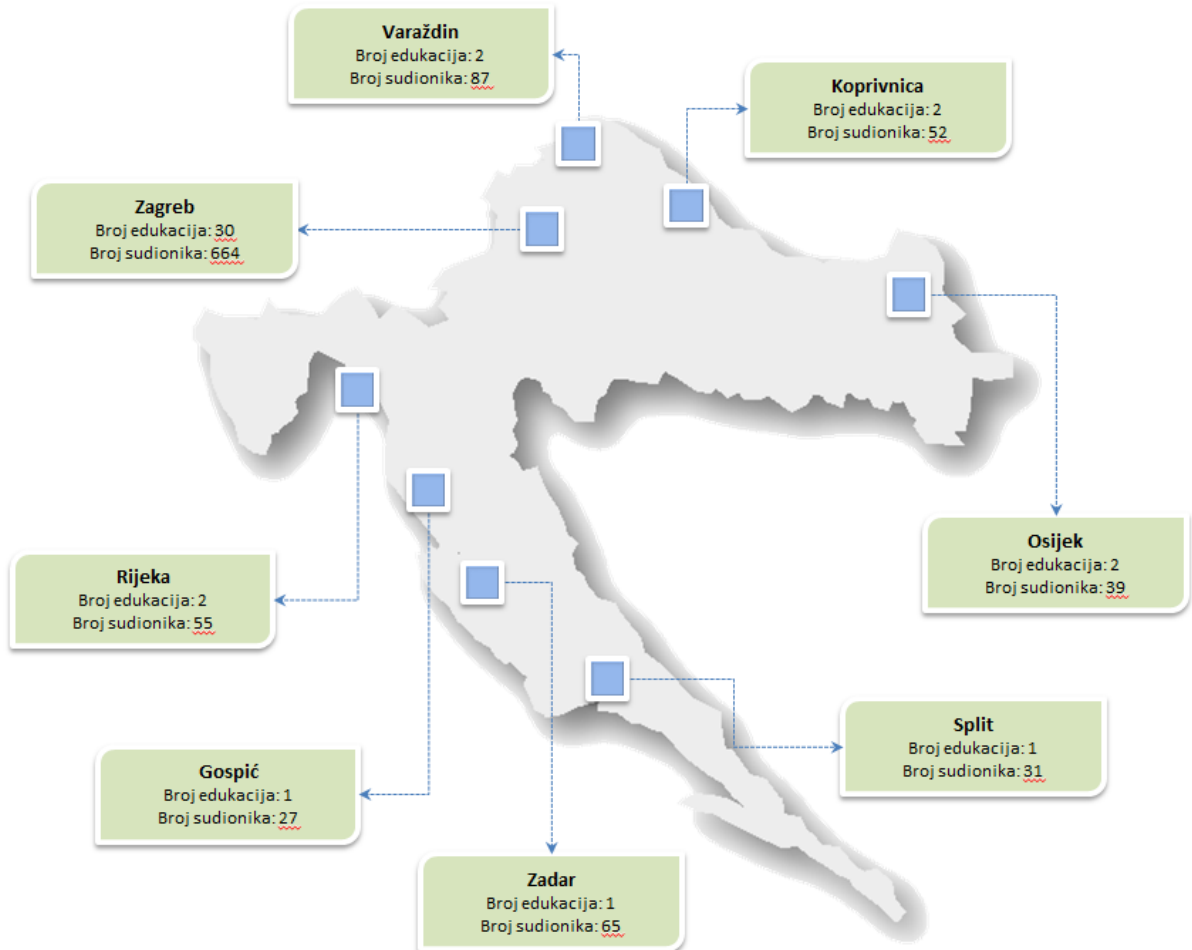 Varaždin
Broj edukacija: 2
Broj sudionika: 87
Koprivnica
Broj edukacija: 2
Broj sudionika: 52
Zagreb
Broj edukacija: 30
Broj sudionika: 664
Osijek
Broj edukacija: 2
Broj sudionika: 39
Rijeka
Broj edukacija: 2
Broj sudionika: 55
Split
Broj edukacija: 1
Broj sudionika: 31
Gospić
Broj edukacija: 1
Broj sudionika: 27
Zadar
Broj edukacija: 1
Broj sudionika: 65